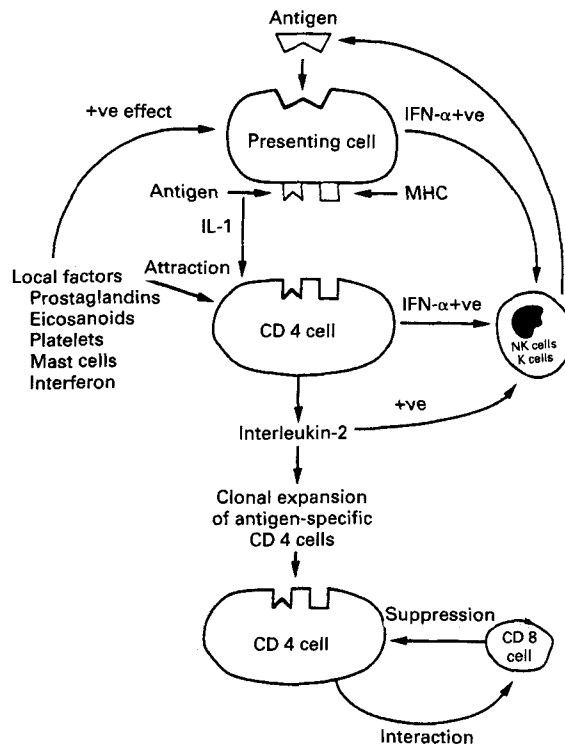 Antigen
+ve effect
IFN-α+ve
Presenting cell
Antigen
MHC
IL-1
Local factors
Prostaglandins
Eicosanoids
Platelets
Mast cells
Interferon
Attraction
CD 4 cell
IFN-α+ve
NK cells
K cells
Interleukin-2
+ve
Clonal expansion
of antigen-specific
CD 4 cells
CD 4 cell
Suppression
CD 8
cell
Interaction